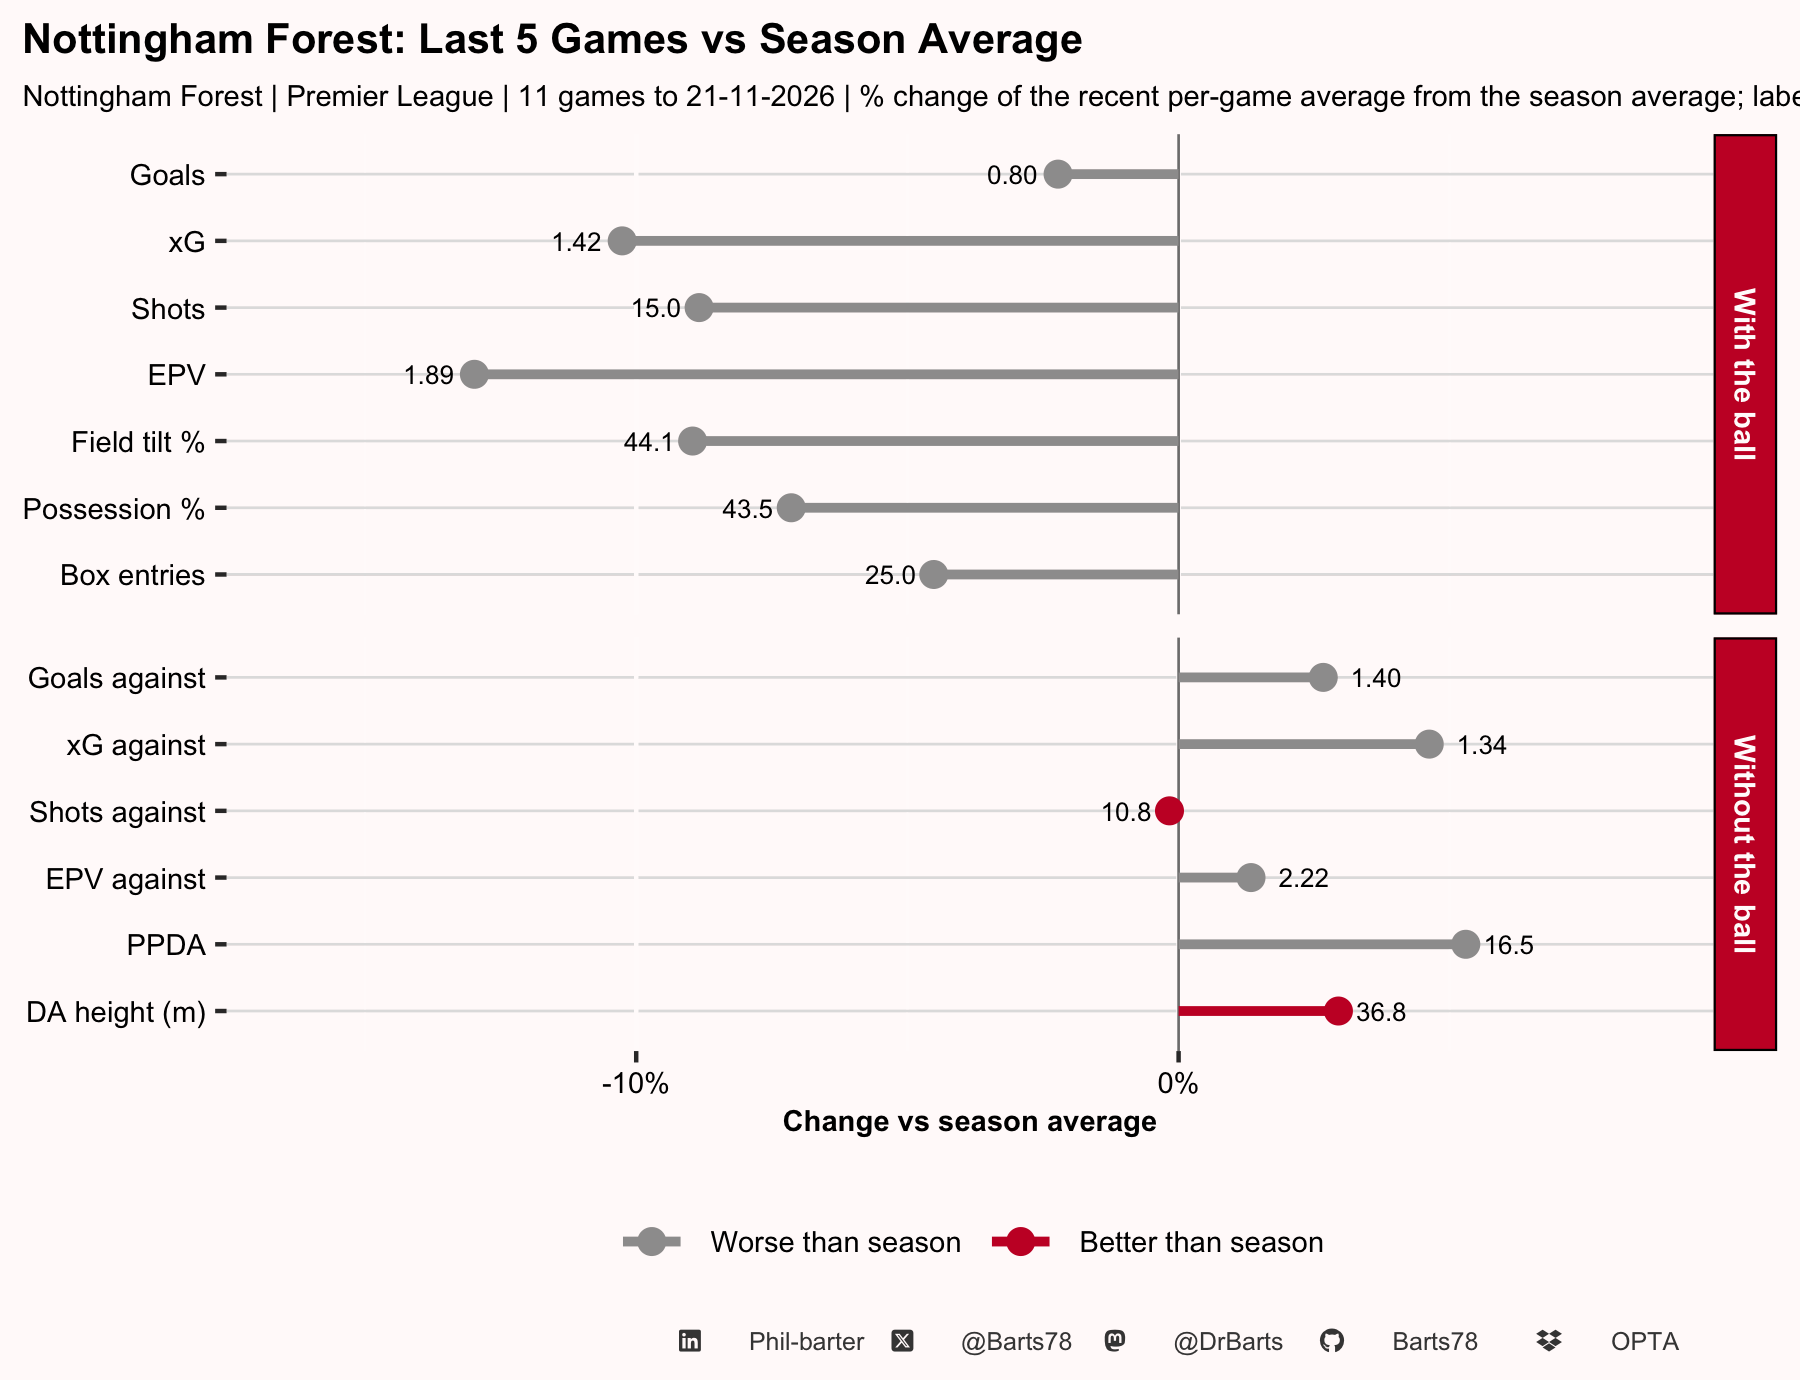 Nottingham Forest: Last 5 Games vs Season Average
Nottingham Forest | Premier League | 11 games to 21-11-2026 | % change of the recent per-game average from the season average;
Goals
0.80
xG
1.42
Shots
15.0
EPV
1.89
Field tilt %
44.1
Possession %
43.5
Box entries
25.0
With the ball
Goals against
1.40
xG against
1.34
Shots against
10.8
EPV against
2.22
PPDA
16.5
DA height (m)
36.8
Without the ball
-10%
0%
Change vs season average
Worse than season
Better than season
Phil-barter
@Barts78
@DrBarts
Barts78
OPTA